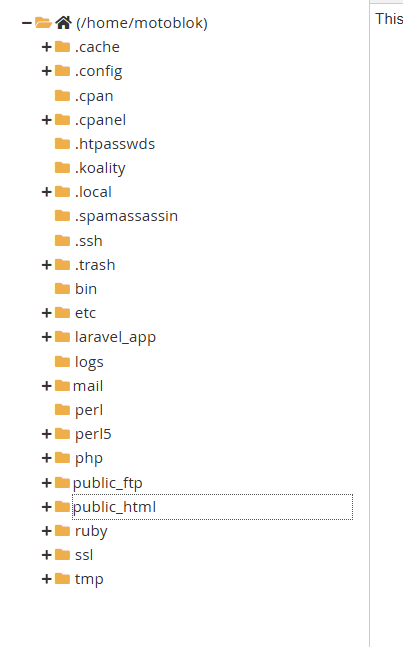 (/home/motoblok)
This
.cache
.config
.cpan
.cpanel
.htpasswds
.koality
.local
.spamassassin
.ssh
.trash
bin
etc
laravel_app
logs
mail
perl
perl5
php
public_ftp
public_html
ruby
ssl
tmp